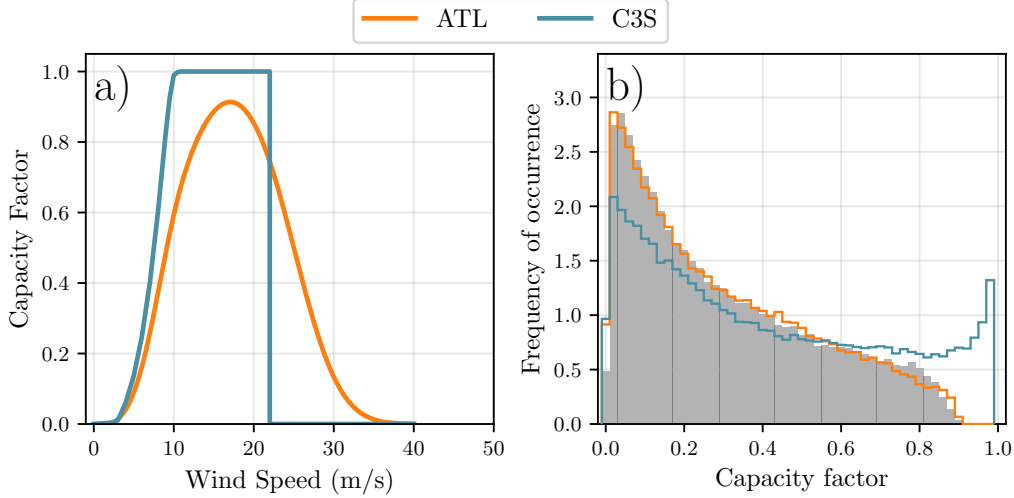 ATL C3S
a)
1.0
0.8
0.6
0.4
0.2
0.0
Capacity Factor
0 10 20 30 40 50
Wind Speed (m/s)
b)
3.0
2.5
2.0
1.5
1.0
0.5
0.0
Frequency of occurrence
0.0 0.2 0.4 0.6 0.8 1.0
Capacity factor